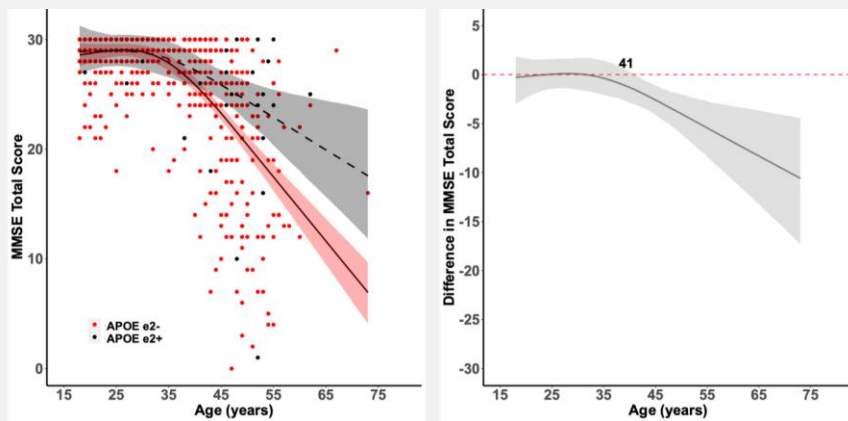 30
20
10
0
MMSE Total Score
APOE e2-
APOE e2+
15 25 35 45 55 65 75
Age (years)
5
0
-5
-10
-15
-20
-25
-30
Difference in MMSE Total Score
41
15 25 35 45 55 65 75
Age (years)